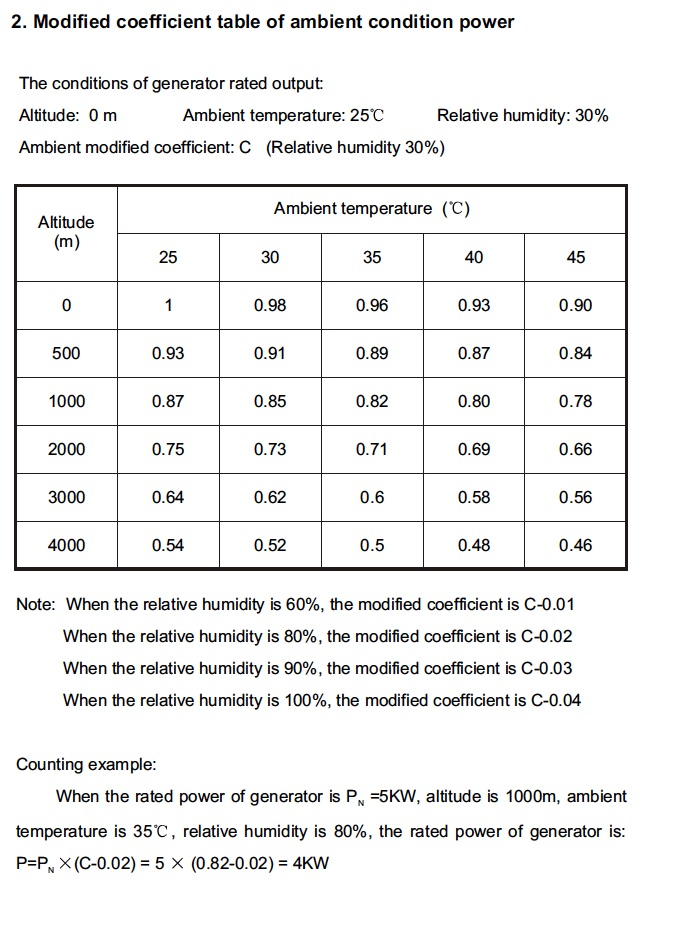 2. Modified coefficient table of ambient condition power
The conditions of generator rated output:
Altitude: 0 m Ambient temperature: 25℃ Relative humidity: 30%
Ambient modified coefficient: C (Relative humidity 30%)
Altitude
(m)
Ambient temperature (℃)
25 30 35 40 45
0 1 0.98 0.96 0.93 0.90
500 0.93 0.91 0.89 0.87 0.84
1000 0.87 0.85 0.82 0.80 0.78
2000 0.75 0.73 0.71 0.69 0.66
3000 0.64 0.62 0.6 0.58 0.56
4000 0.54 0.52 0.5 0.48 0.46
Note: When the relative humidity is 60%, the modified coefficient is C-0.01
When the relative humidity is 80%, the modified coefficient is C-0.02
When the relative humidity is 90%, the modified coefficient is C-0.03
When the relative humidity is 100%, the modified coefficient is C-0.04
Counting example:
When the rated power of generator is PN =5KW, altitude is 1000m, ambient
temperature is 35℃, relative humidity is 80%, the rated power of generator is:
P=PN×(C-0.02) = 5 × (0.82-0.02) = 4KW